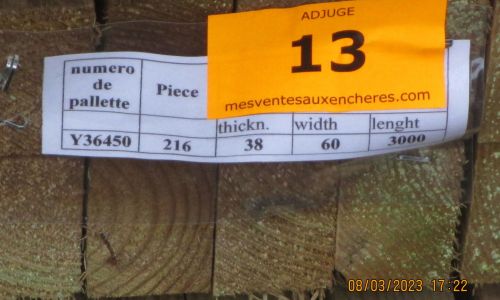 ADJUGE
13
mesventesauxencheres.com
numero
de
pallette
Piece
thickn. width lenght
Y36450 216 38 60 3000
08/03/2023 17:22